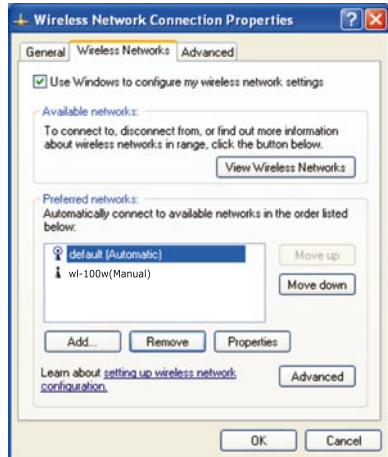 Wireless Network Connection Properties
General Wireless Networks Advanced
Use Windows to configure my wireless network settings
Available networks:
To connect to, disconnect from, or find out more information
about wireless networks in range, click the button below.
View Wireless Networks
Preferred networks:
Automatically connect to available networks in the order listed
below:
default (Automatic)
Move up
wl-100w(Manual)
Move down
Add... Remove Properties
Learn about setting up wireless network
configuration.
Advanced
OK Cancel